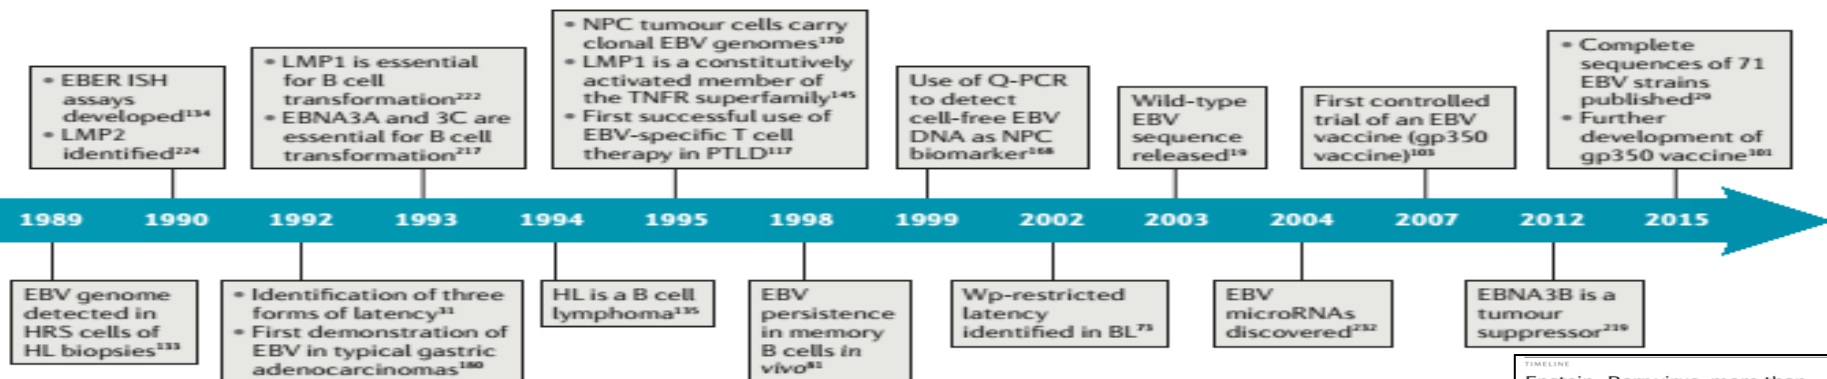 • EBER ISH
assays
developed¹³⁴
• LMP2
identified²²⁴
• LMP1 is essential
for B cell
transformation²²²
• EBNA3A and 3C are
essential for B cell
transformation²¹⁷
• NPC tumour cells carry
clonal EBV genomes¹⁷⁰
• LMP1 is a constitutively
activated member of
the TNFR superfamily¹⁴⁵
• First successful use of
EBV-specific T cell
therapy in PTLD¹¹⁷
Use of Q-PCR
to detect
cell-free EBV
DNA as NPC
biomarker¹⁶⁸
Wild-type
EBV
sequence
released¹⁹
First controlled
trial of an EBV
vaccine (gp350
vaccine)¹⁰³
• Complete
sequences of 71
EBV strains
published²⁹
• Further
development of
gp350 vaccine¹⁰¹
1989 1990 1992 1993 1994 1995 1998 1999 2002 2003 2004 2007 2012 2015
EBV genome
detected in
HRS cells of
HL biopsies¹³³
• Identification of three
forms of latency³¹
• First demonstration of
EBV in typical gastric
adenocarcinomas¹⁸⁰
HL is a B cell
lymphoma¹³⁵
EBV
persistence
in memory
B cells in
vivo⁸¹
Wp-restricted
latency
identified in BL⁷³
EBV
microRNAs
discovered²³²
EBNA3B is a
tumour
suppressor²¹⁹
TIMELINE